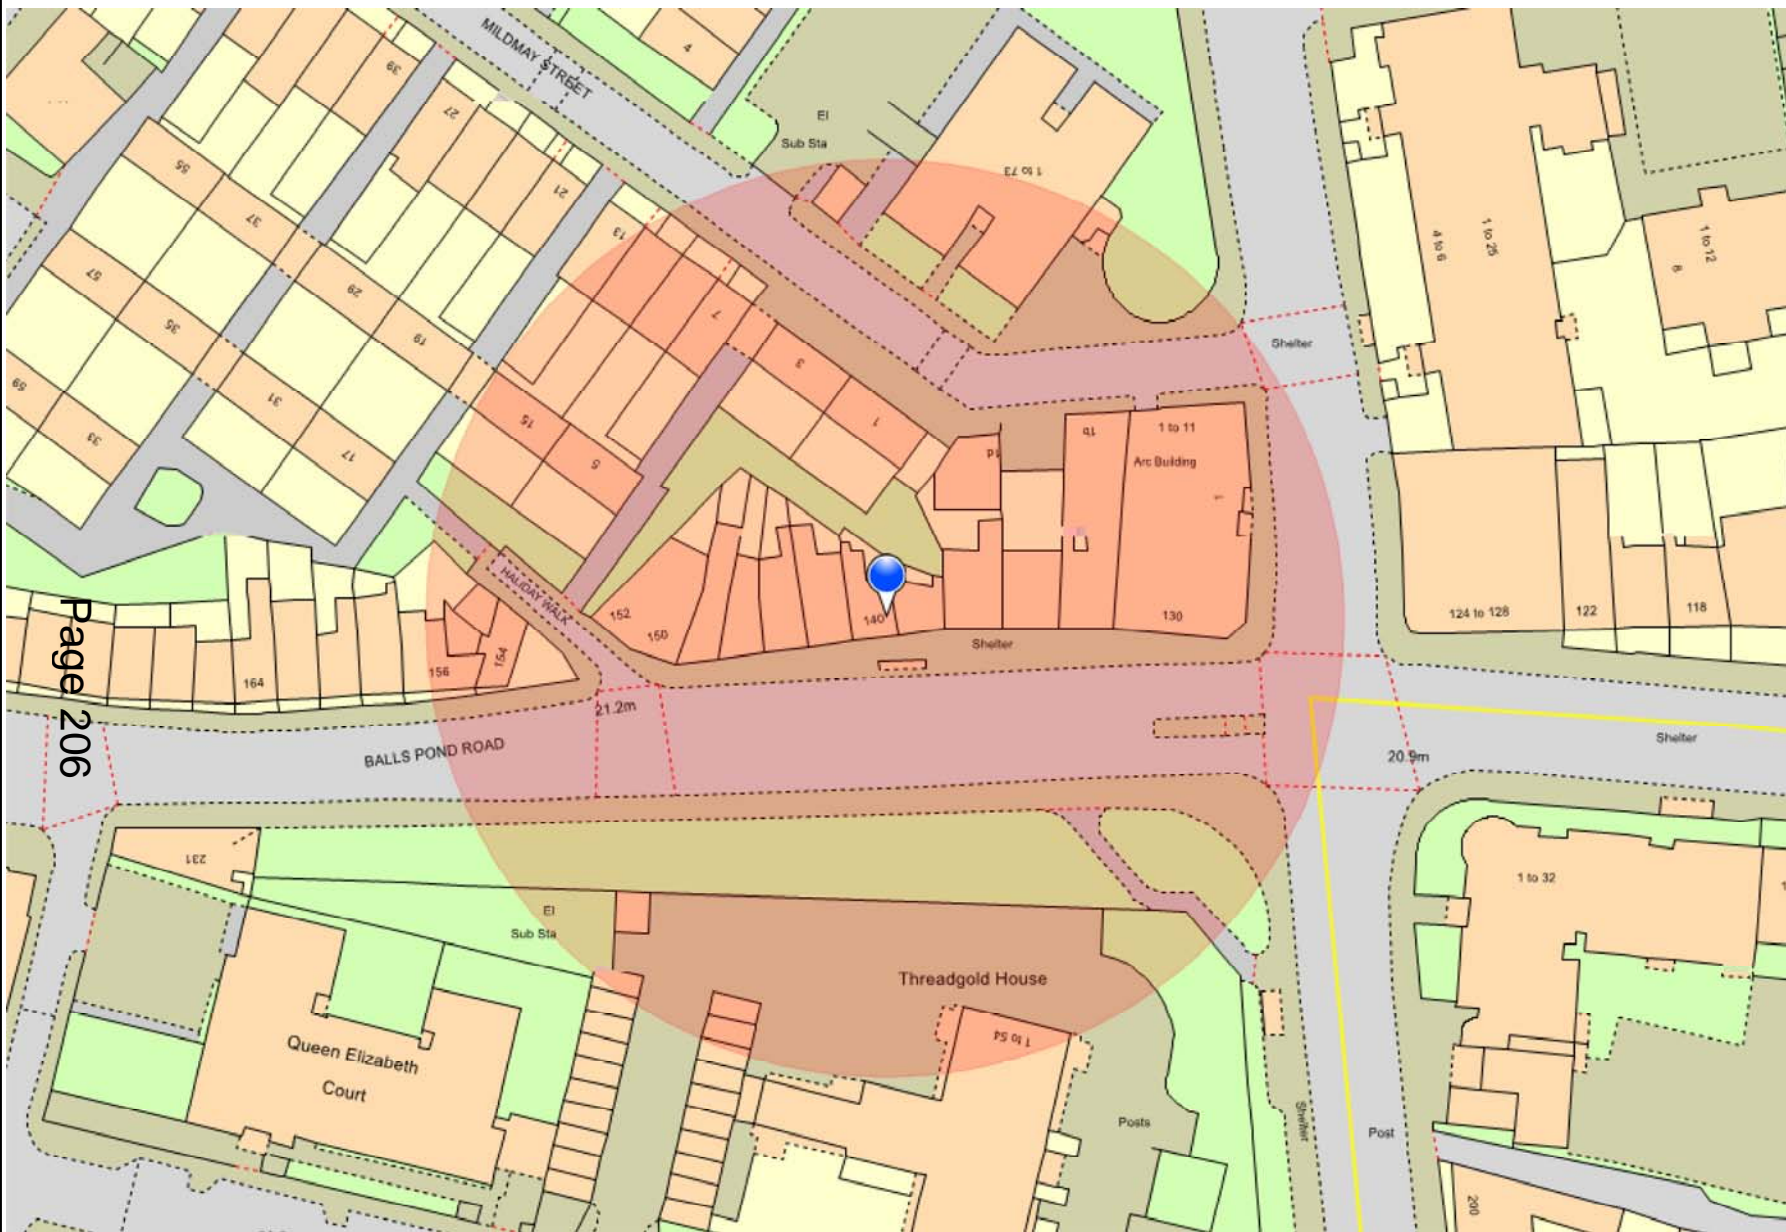 MILDMAY STREET
4
39
27
El
Sub Sta
1 to 73
55
37
21
13
57
29
7
4 to 6
1 to 25
1 to 12
8
35
19
3
Shelter
59
31
15
1
1b
1 to 11
33
17
5
1d
Arc Building
1
HALIDAY WALK
152
150
140
130
124 to 128
122
118
Shelter
154
156
164
Page 206
21.2m
BALLS POND ROAD
Shelter
20.9m
231
1 to 32
El
Sub Sta
Threadgold House
1 to 54
Queen Elizabeth
Court
Posts
Shelter
Post
200